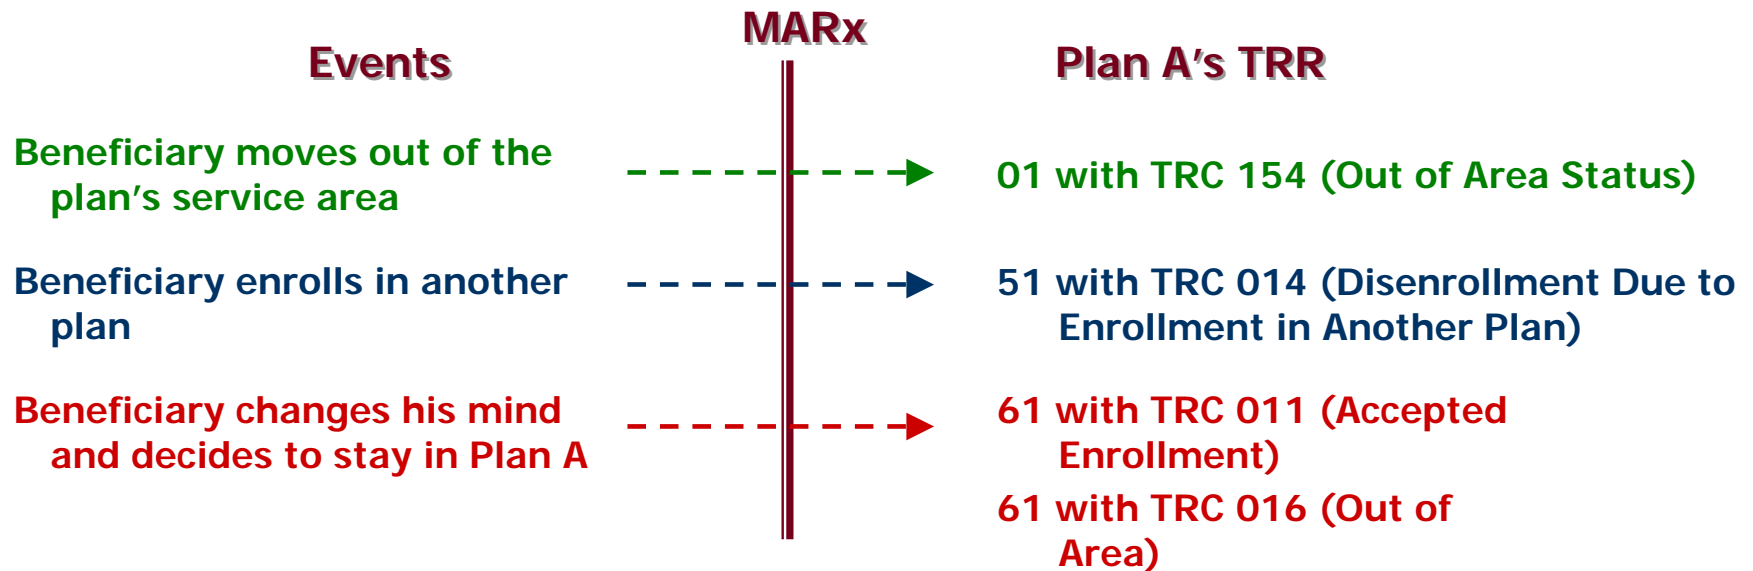 MARx
Events
Plan A's TRR
Beneficiary moves out of the
plan's service area
01 with TRC 154 (Out of Area Status)
Beneficiary enrolls in another
plan
51 with TRC 014 (Disenrollment Due to
Enrollment in Another Plan)
Beneficiary changes his mind
and decides to stay in Plan A
61 with TRC 011 (Accepted
Enrollment)
61 with TRC 016 (Out of
Area)